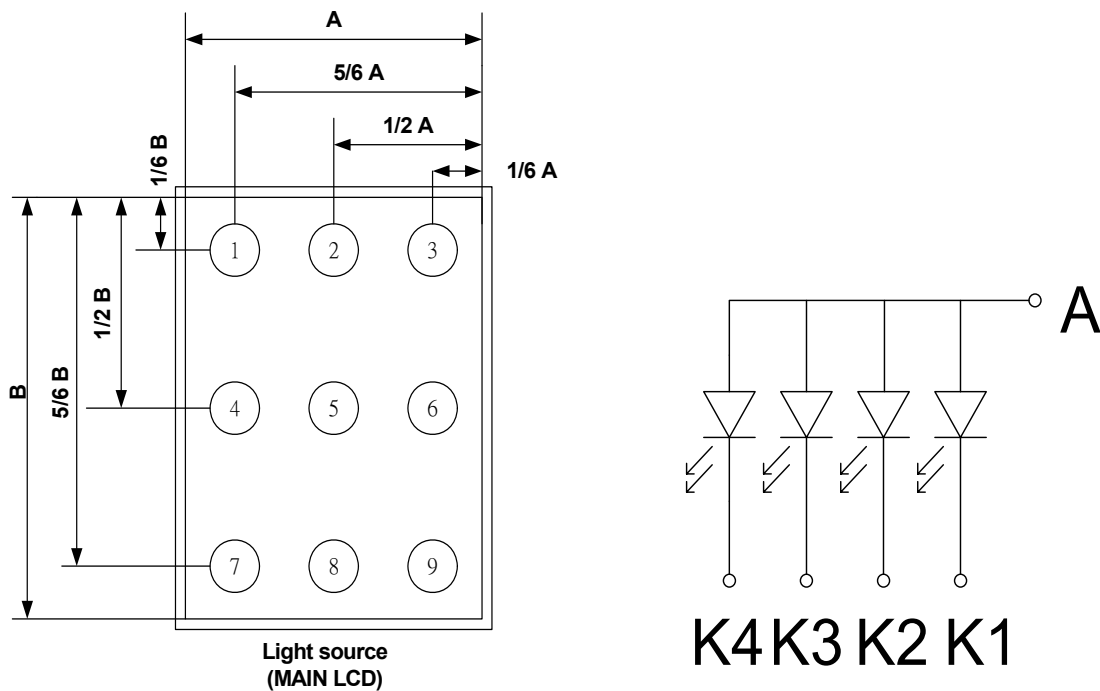 A
5/6 A
1/2 A
1/6 A
1/6 B
1/2 B
5/6 B
B
1 2 3
4 5 6
7 8 9
Light source
(MAIN LCD)
A
K4 K3 K2 K1